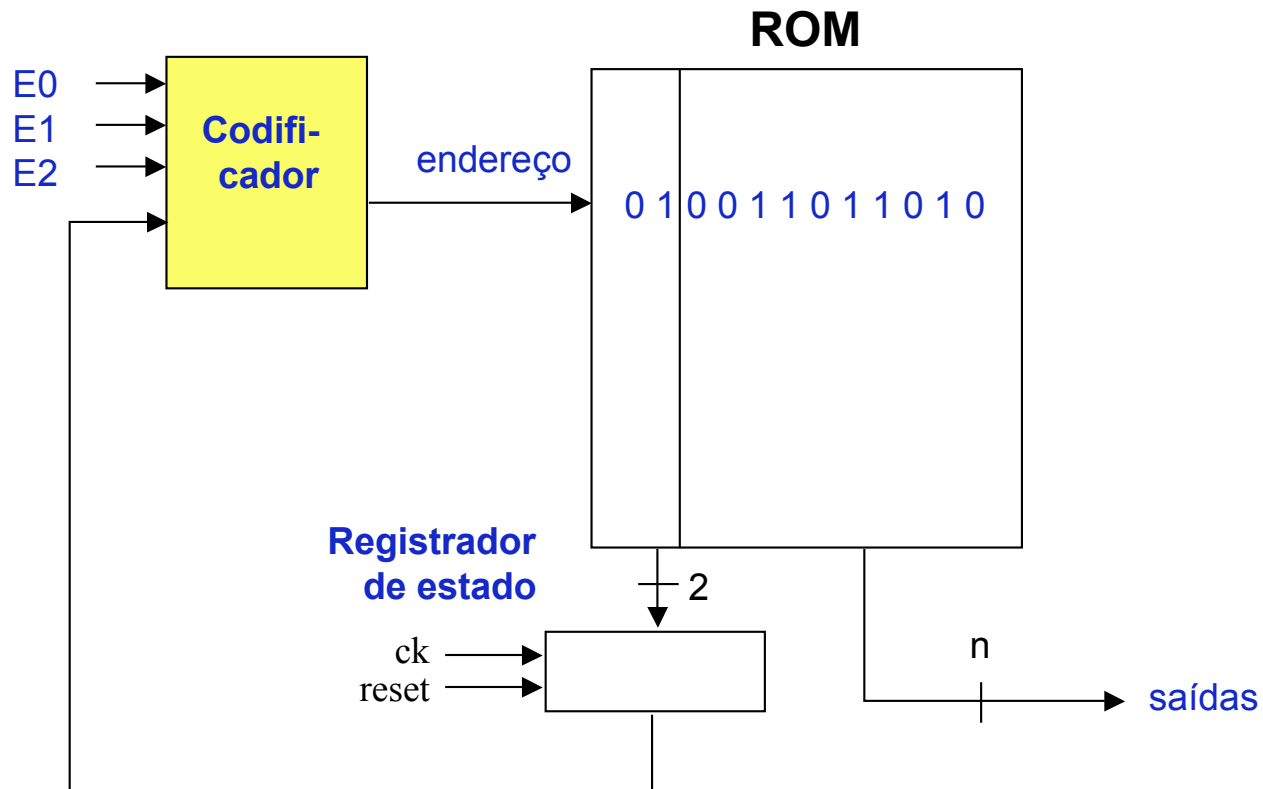 ROM
E0
E1
E2
Codifi-
cador
endereço
0 1 0 0 1 1 0 1 1 0 1 0
Registrador
de estado
2
ck
reset
n
saídas